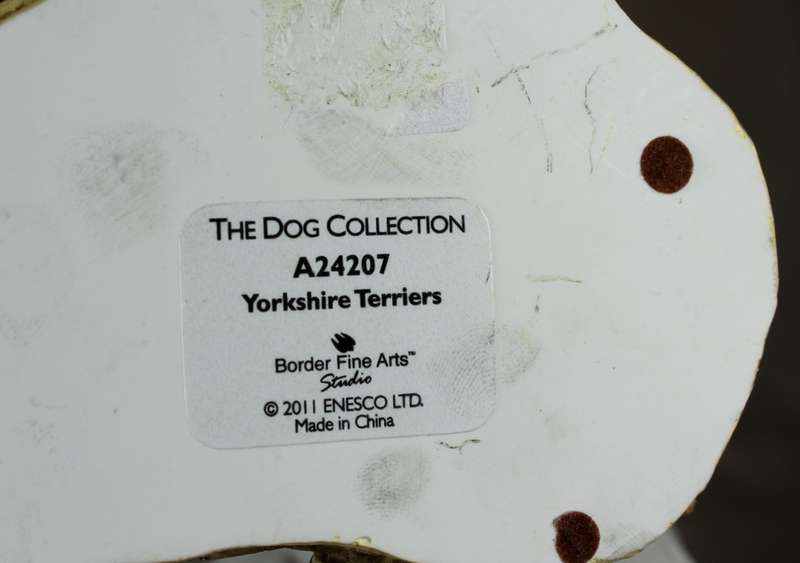 THE DOG COLLECTION
A24207
Yorkshire Terriers
Border Fine Arts™
Studio
© 2011 ENESCO LTD.
Made in China